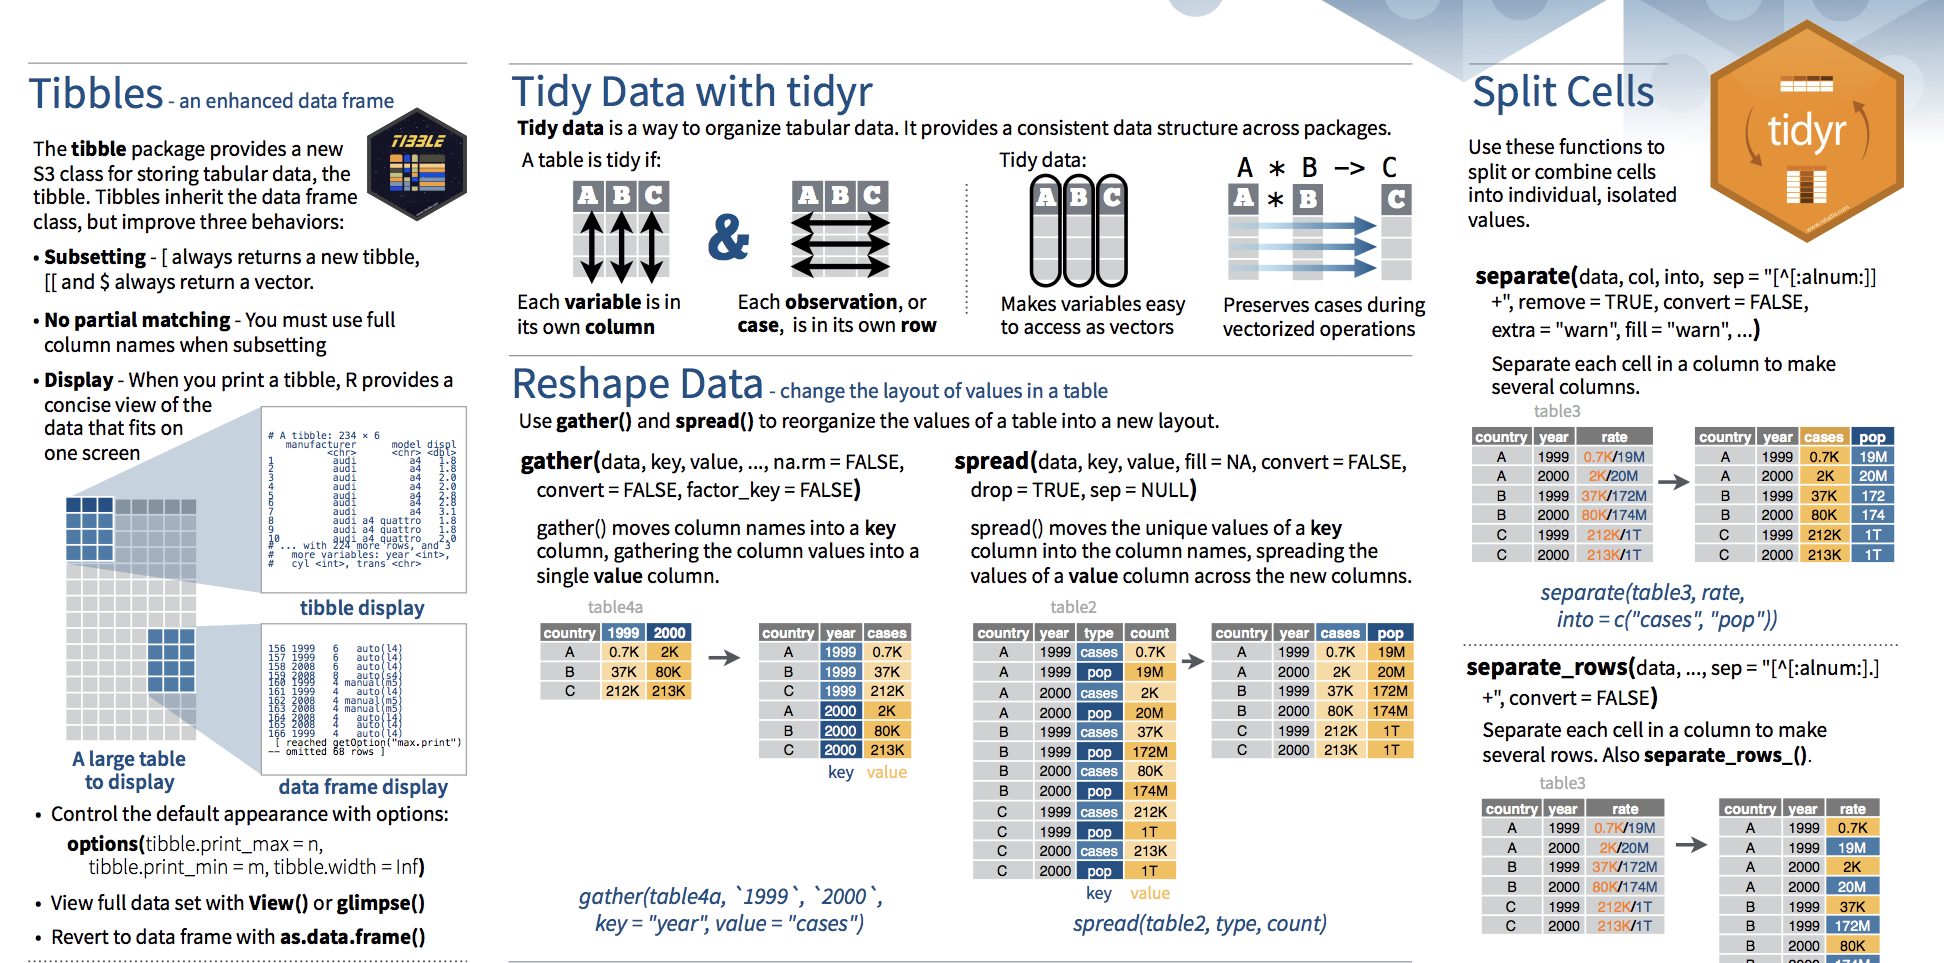 Tibbles - an enhanced data frame
TIBBLE
The tibble package provides a new
S3 class for storing tabular data, the
tibble. Tibbles inherit the data frame
class, but improve three behaviors:
• Subsetting - [ always returns a new tibble,
[[ and $ always return a vector.
• No partial matching - You must use full
column names when subsetting
• Display - When you print a tibble, R provides a
concise view of the
data that fits on
one screen
# A tibble: 234 × 6
manufacturer model displ
<chr> <chr> <dbl>
1 audi a4 1.8
2 audi a4 1.8
3 audi a4 2.0
4 audi a4 2.0
5 audi a4 2.8
6 audi a4 2.8
7 audi a4 3.1
8 audi a4 quattro 1.8
9 audi a4 quattro 1.8
10 audi a4 quattro 2.0
# ... with 224 more rows, and 3
# more variables: year <int>,
# cyl <int>, trans <chr>
tibble display
156 1999 6 auto(l4)
157 1999 6 auto(l4)
158 2008 6 auto(l4)
159 2008 8 auto(s4)
160 1999 4 manual(m5)
161 1999 4 auto(l4)
162 2008 4 manual(m5)
163 2008 4 manual(m5)
164 2008 4 auto(l4)
165 2008 4 auto(l4)
166 1999 4 auto(l4)
[ reached getOption("max.print")
-- omitted 68 rows ]
A large table
to display
data frame display
• Control the default appearance with options:
options(tibble.print_max = n,
tibble.print_min = m, tibble.width = Inf)
• View full data set with View() or glimpse()
• Revert to data frame with as.data.frame()
Tidy Data with tidyr
Tidy data is a way to organize tabular data. It provides a consistent data structure across packages.
A table is tidy if:
A B C
&
A B C
Each variable is in
its own column
Each observation, or
case, is in its own row
Tidy data:
A B C
Makes variables easy
to access as vectors
A * B -> C
A * B C
Preserves cases during
vectorized operations
Reshape Data - change the layout of values in a table
Use gather() and spread() to reorganize the values of a table into a new layout.
gather(data, key, value, ..., na.rm = FALSE,
convert = FALSE, factor_key = FALSE)
gather() moves column names into a key
column, gathering the column values into a
single value column.
table4a
country 1999 2000
A 0.7K 2K
B 37K 80K
C 212K 213K
country year cases
A 1999 0.7K
B 1999 37K
C 1999 212K
A 2000 2K
B 2000 80K
C 2000 213K
key value
gather(table4a, `1999`, `2000`,
key = "year", value = "cases")
spread(data, key, value, fill = NA, convert = FALSE,
drop = TRUE, sep = NULL)
spread() moves the unique values of a key
column into the column names, spreading the
values of a value column across the new columns.
table2
country year type count
A 1999 cases 0.7K
A 1999 pop 19M
A 2000 cases 2K
A 2000 pop 20M
B 1999 cases 37K
B 1999 pop 172M
B 2000 cases 80K
B 2000 pop 174M
C 1999 cases 212K
C 1999 pop 1T
C 2000 cases 213K
C 2000 pop 1T
key value
country year cases pop
A 1999 0.7K 19M
A 2000 2K 20M
B 1999 37K 172M
B 2000 80K 174M
C 1999 212K 1T
C 2000 213K 1T
spread(table2, type, count)
Split Cells
tidyr
www.rstudio.com
Use these functions to
split or combine cells
into individual, isolated
values.
separate(data, col, into, sep = "[^[:alnum:]]
+", remove = TRUE, convert = FALSE,
extra = "warn", fill = "warn", ...)
Separate each cell in a column to make
several columns.
table3
country year rate
A 1999 0.7K/19M
A 2000 2K/20M
B 1999 37K/172M
B 2000 80K/174M
C 1999 212K/1T
C 2000 213K/1T
country year cases pop
A 1999 0.7K 19M
A 2000 2K 20M
B 1999 37K 172
B 2000 80K 174
C 1999 212K 1T
C 2000 213K 1T
separate(table3, rate,
into = c("cases", "pop"))
separate_rows(data, ..., sep = "[^[:alnum:].]
+", convert = FALSE)
Separate each cell in a column to make
several rows. Also separate_rows_().
table3
country year rate
A 1999 0.7K/19M
A 2000 2K/20M
B 1999 37K/172M
B 2000 80K/174M
C 1999 212K/1T
C 2000 213K/1T
country year rate
A 1999 0.7K
A 1999 19M
A 2000 2K
A 2000 20M
B 1999 37K
B 1999 172M
B 2000 80K